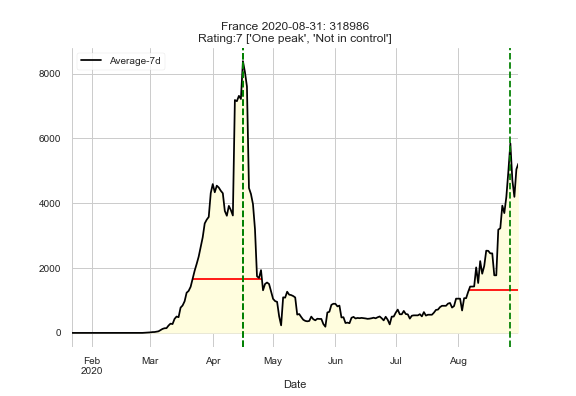 France 2020-08-31: 318986
Rating:7 ['One peak', 'Not in control']
Average-7d
8000
6000
4000
2000
0
Feb
2020
Mar
Apr
May
Jun
Jul
Aug
Date